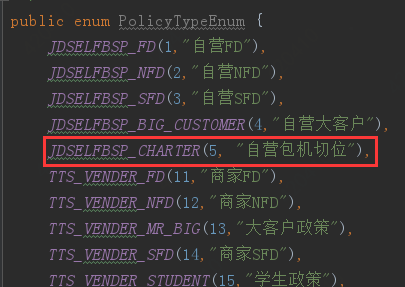 public enum PolicyTypeEnum {
JDSELFBSP_FD(1,"自营FD"),
JDSELFBSP_NFD(2,"自营NFD"),
JDSELFBSP_SFD(3,"自营SFD"),
JDSELFBSP_BIG_CUSTOMER(4,"自营大客户"),
JDSELFBSP_CHARTER(5, "自营包机切位"),
TTS_VENDER_FD(11,"商家FD"),
TTS_VENDER_NFD(12,"商家NFD"),
TTS_VENDER_MR_BIG(13,"大客户政策"),
TTS_VENDER_SFD(14,"商家SFD"),
TTS_VENDER_STUDENT(15,"学生政策"),